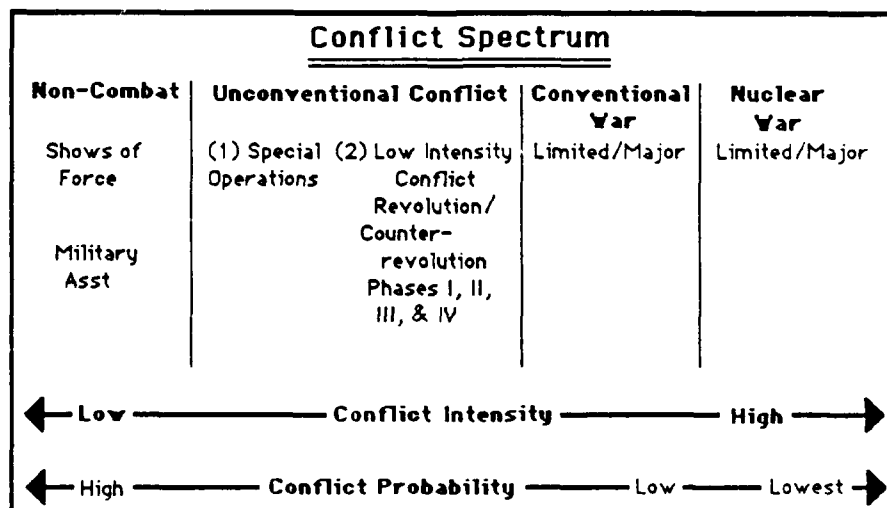 Conflict Spectrum
Non-Combat
Shows of
Force
Military
Asst
Unconventional Conflict
(1) Special
Operations
(2) Low Intensity
Conflict
Revolution/
Counter-
revolution
Phases I, II,
III, & IV
Conventional
War
Limited/Major
Nuclear
War
Limited/Major
Low Conflict Intensity High
High Conflict Probability Low Lowest